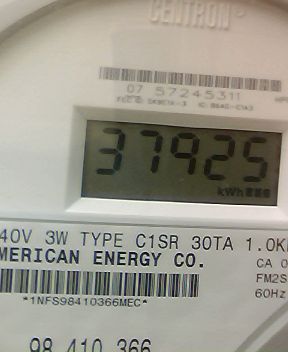 CENTRON
07 57245311
37925
kWh
40V 3W TYPE C1SR 30TA 1.0K
MERICAN ENERGY CO.
CA 0
FM2S
*1NFS98410366MEC*
60Hz
98 410 366